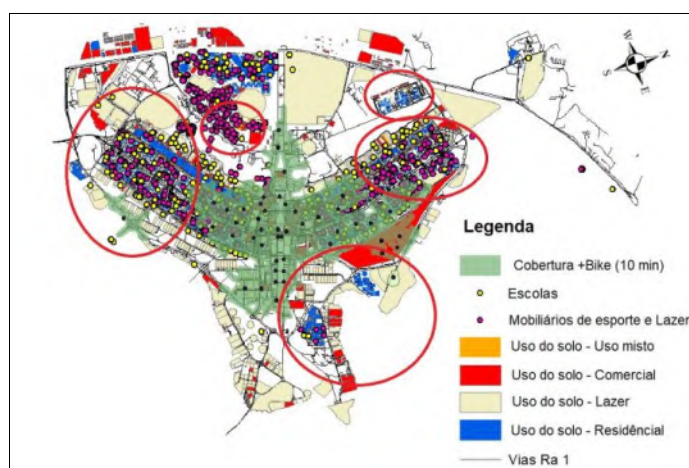 N
W
E
S
Legenda
Cobertura +Bike (10 min)
Escolas
Mobiliários de esporte e Lazer
Uso do solo - Uso misto
Uso do solo - Comercial
Uso do solo - Lazer
Uso do solo - Residêncial
Vias Ra 1